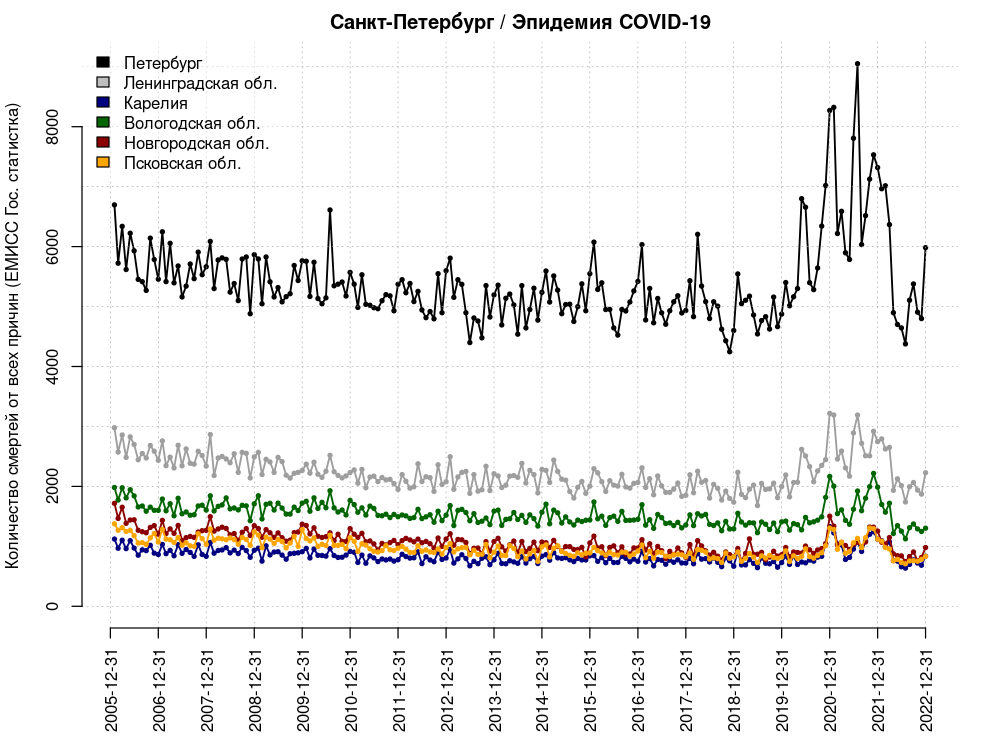 Санкт-Петербург / Эпидемия COVID-19
Количество смертей от всех причин (ЕМИСС Гос. статистка)
Петербург
Ленинградская обл.
Карелия
Вологодская обл.
Новгородская обл.
Псковская обл.
8000
6000
4000
2000
0
2005-12-31
2006-12-31
2007-12-31
2008-12-31
2009-12-31
2010-12-31
2011-12-31
2012-12-31
2013-12-31
2014-12-31
2015-12-31
2016-12-31
2017-12-31
2018-12-31
2019-12-31
2020-12-31
2021-12-31
2022-12-31